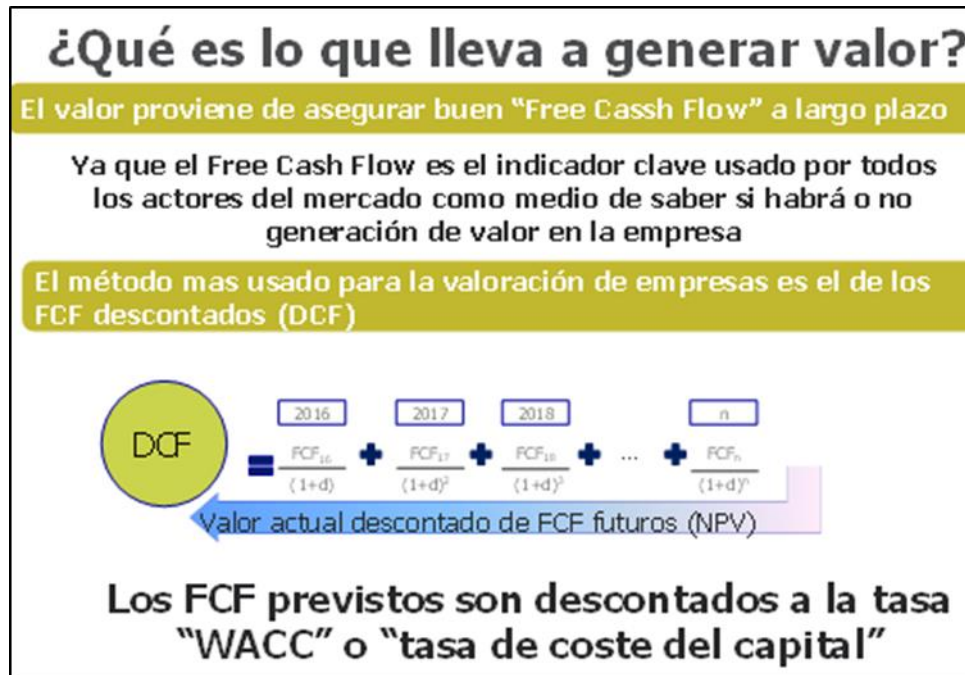 ¿Qué es lo que lleva a generar valor?
El valor proviene de asegurar buen “Free Cassh Flow” a largo plazo
Ya que el Free Cash Flow es el indicador clave usado por todos
los actores del mercado como medio de saber si habrá o no
generación de valor en la empresa
El método mas usado para la valoración de empresas es el de los
FCF descontados (DCF)
2016 2017 2018 n
DCF = FCF₁₆ + FCF₁₇ + FCF₁₈ + ... + FCFₙ
(1+d) (1+d)² (1+d)³ (1+d)ⁿ
Valor actual descontado de FCF futuros (NPV)
Los FCF previstos son descontados a la tasa
“WACC” o “tasa de coste del capital”